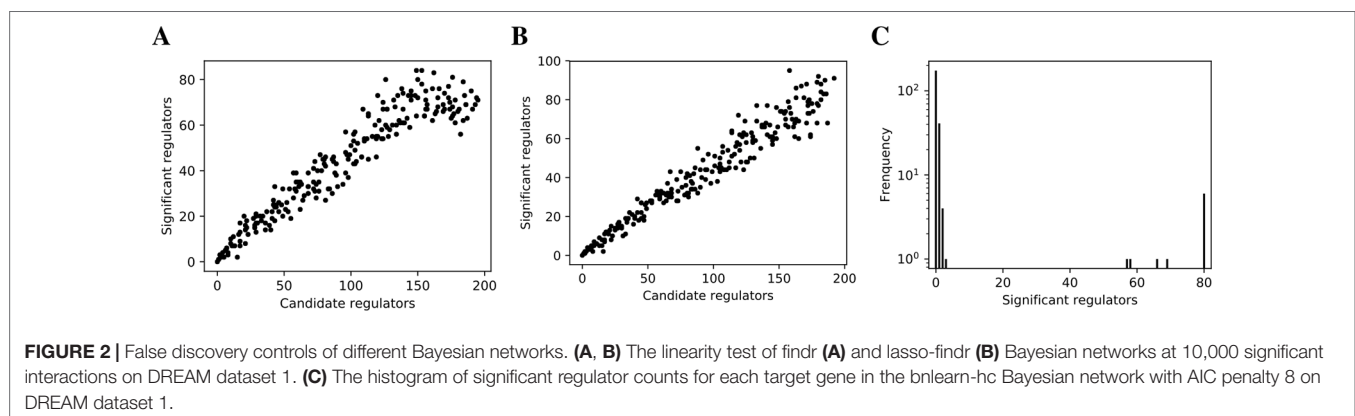 A
B
C
80
60
40
20
0
Significant regulators
0
50
100
150
200
Candidate regulators
100
80
60
40
20
0
Significant regulators
0
50
100
150
200
Candidate regulators
10²
10¹
10⁰
Frenquency
0
20
40
60
80
Significant regulators
FIGURE 2 | False discovery controls of different Bayesian networks. (A, B) The linearity test of findr (A) and lasso-findr (B) Bayesian networks at 10,000 significant
interactions on DREAM dataset 1. (C) The histogram of significant regulator counts for each target gene in the bnlearn-hc Bayesian network with AIC penalty 8 on
DREAM dataset 1.